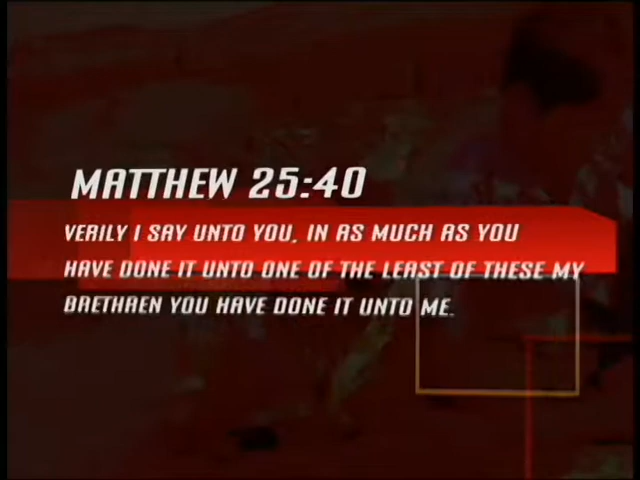 MATTHEW 25:40
VERILY I SAY UNTO YOU, IN AS MUCH AS YOU
HAVE DONE IT UNTO ONE OF THE LEAST OF THESE MY
BRETHREN YOU HAVE DONE IT UNTO ME.